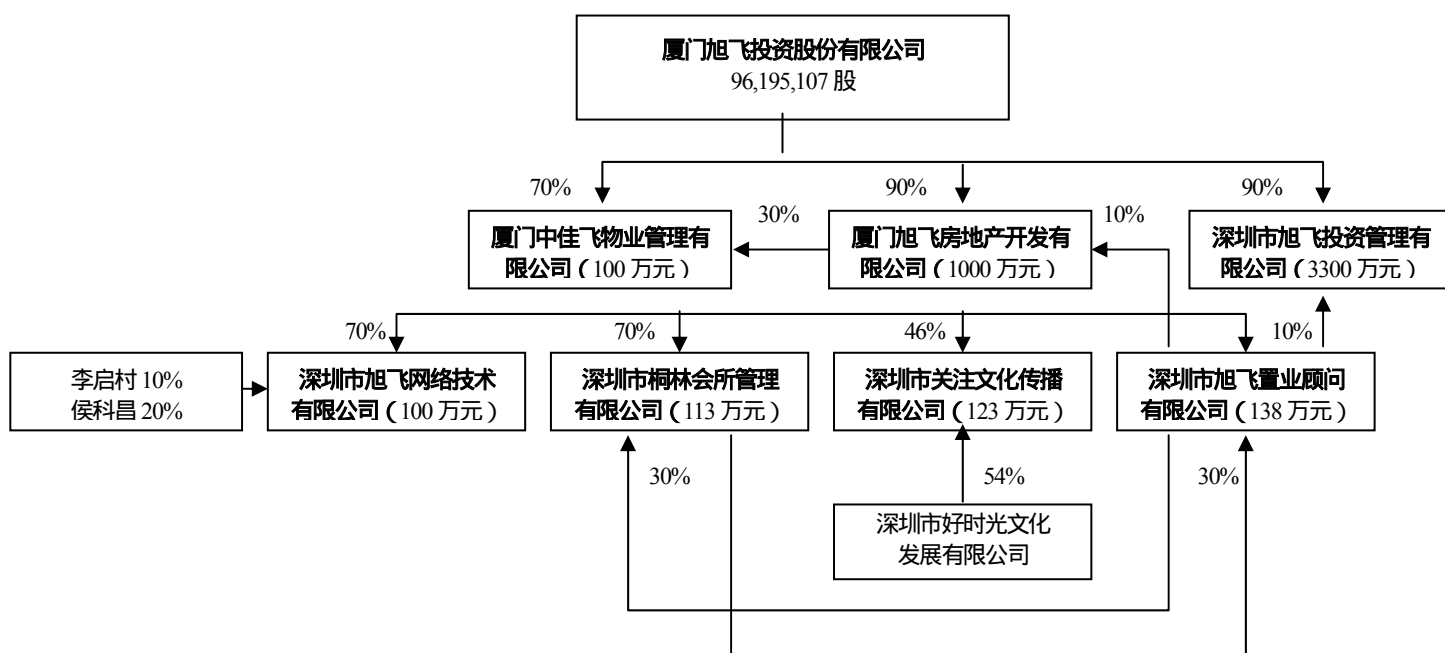 厦门旭飞投资股份有限公司
96,195,107 股
70%
90%
90%
30%
10%
厦门中佳飞物业管理有
限公司（100 万元）
厦门旭飞房地产开发有
限公司（1000 万元）
深圳市旭飞投资管理有
限公司（3300 万元）
70%
70%
46%
10%
李启村 10%
侯科昌 20%
深圳市旭飞网络技术
有限公司（100 万元）
深圳市桐林会所管理
有限公司（113 万元）
深圳市关注文化传播
有限公司（123 万元）
深圳市旭飞置业顾问
有限公司（138 万元）
30%
54%
30%
深圳市好时光文化
发展有限公司